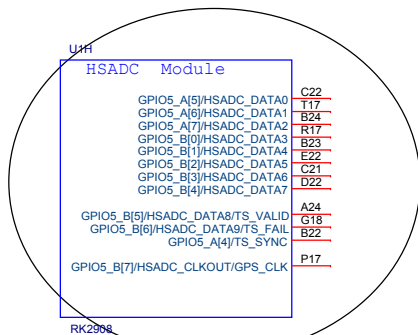 U1H
HSADC Module
GPIO5_A[5]/HSADC_DATA0 C22
GPIO5_A[6]/HSADC_DATA1 T17
GPIO5_A[7]/HSADC_DATA2 B24
GPIO5_B[0]/HSADC_DATA3 R17
GPIO5_B[1]/HSADC_DATA4 B23
GPIO5_B[2]/HSADC_DATA5 E22
GPIO5_B[3]/HSADC_DATA6 C21
GPIO5_B[4]/HSADC_DATA7 D22
GPIO5_B[5]/HSADC_DATA8/TS_VALID A24
GPIO5_B[6]/HSADC_DATA9/TS_FAIL G18
GPIO5_A[4]/TS_SYNC B22
GPIO5_B[7]/HSADC_CLKOUT/GPS_CLK P17
RK2908